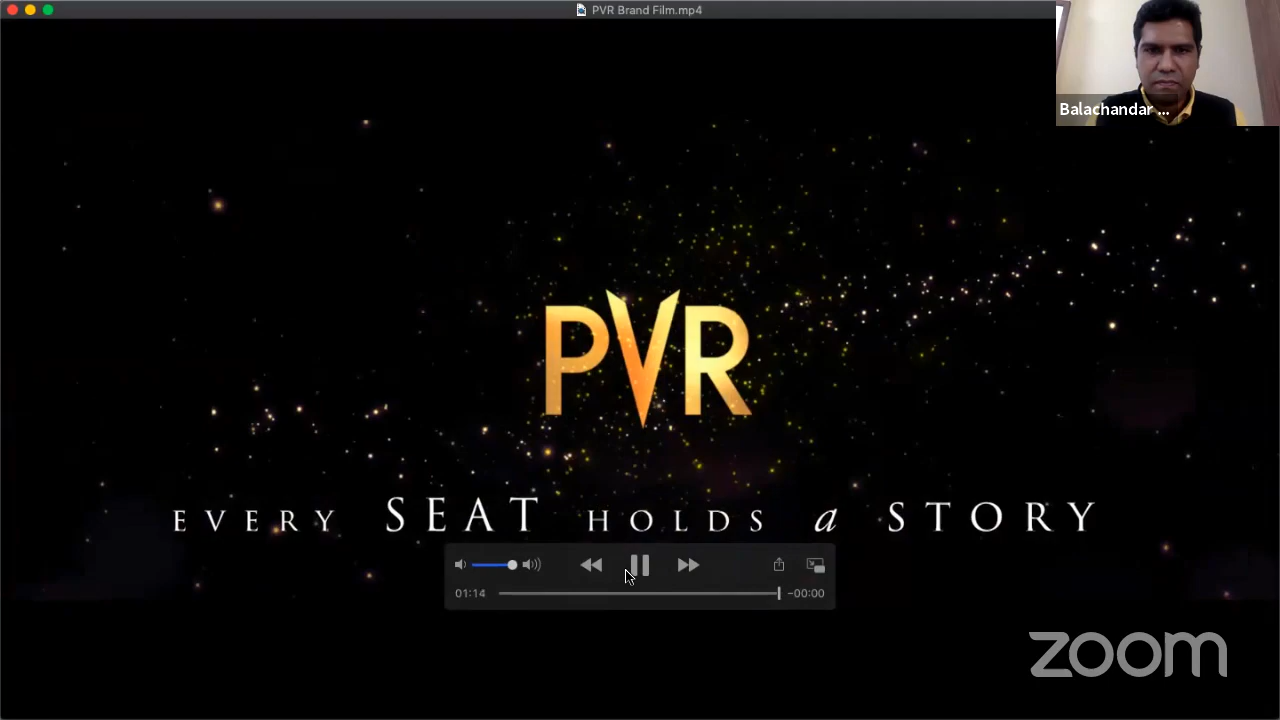 PVR Brand Film.mp4
Balachandar ...
PVR
EVERY SEAT HOLDS a STORY
01:14
-00:00
zoom